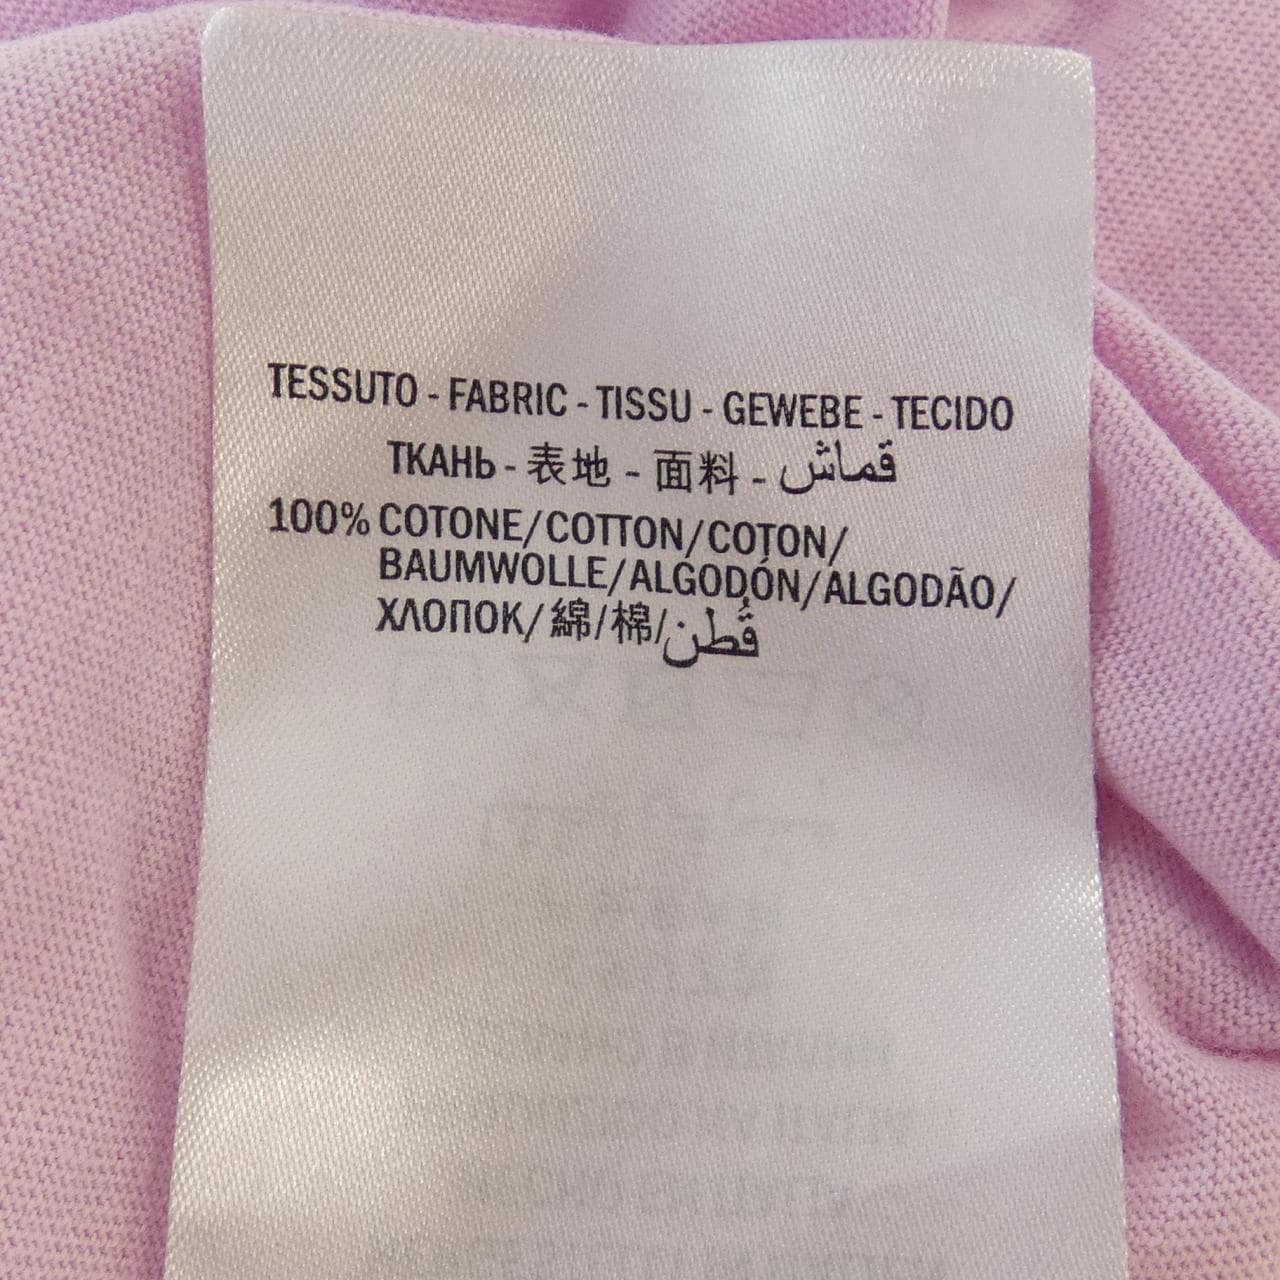 TESSUTO - FABRIC - TISSU - GEWEBE - TECIDO
ТКАНЬ - 表地 - 面料 - قماش
100% COTONE/COTTON/COTON/
BAUMWOLLE/ALGODÓN/ALGODÃO/
ХЛОПОК/綿/棉/قُطن